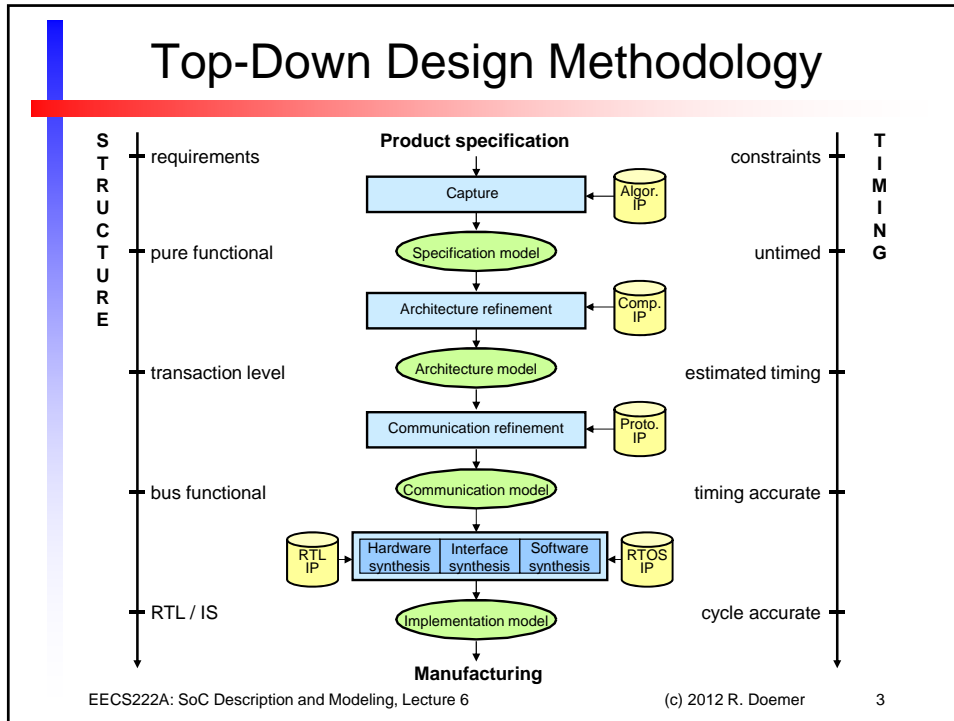 Top-Down Design Methodology
STRUCTURE
TIMING
Product specification
requirements
constraints
Capture
Algor.
IP
pure functional
Specification model
untimed
Architecture refinement
Comp.
IP
transaction level
Architecture model
estimated timing
Communication refinement
Proto.
IP
bus functional
Communication model
timing accurate
RTL
IP
Hardware
synthesis
Interface
synthesis
Software
synthesis
RTOS
IP
RTL / IS
Implementation model
cycle accurate
Manufacturing
EECS222A: SoC Description and Modeling, Lecture 6
(c) 2012 R. Doemer
3